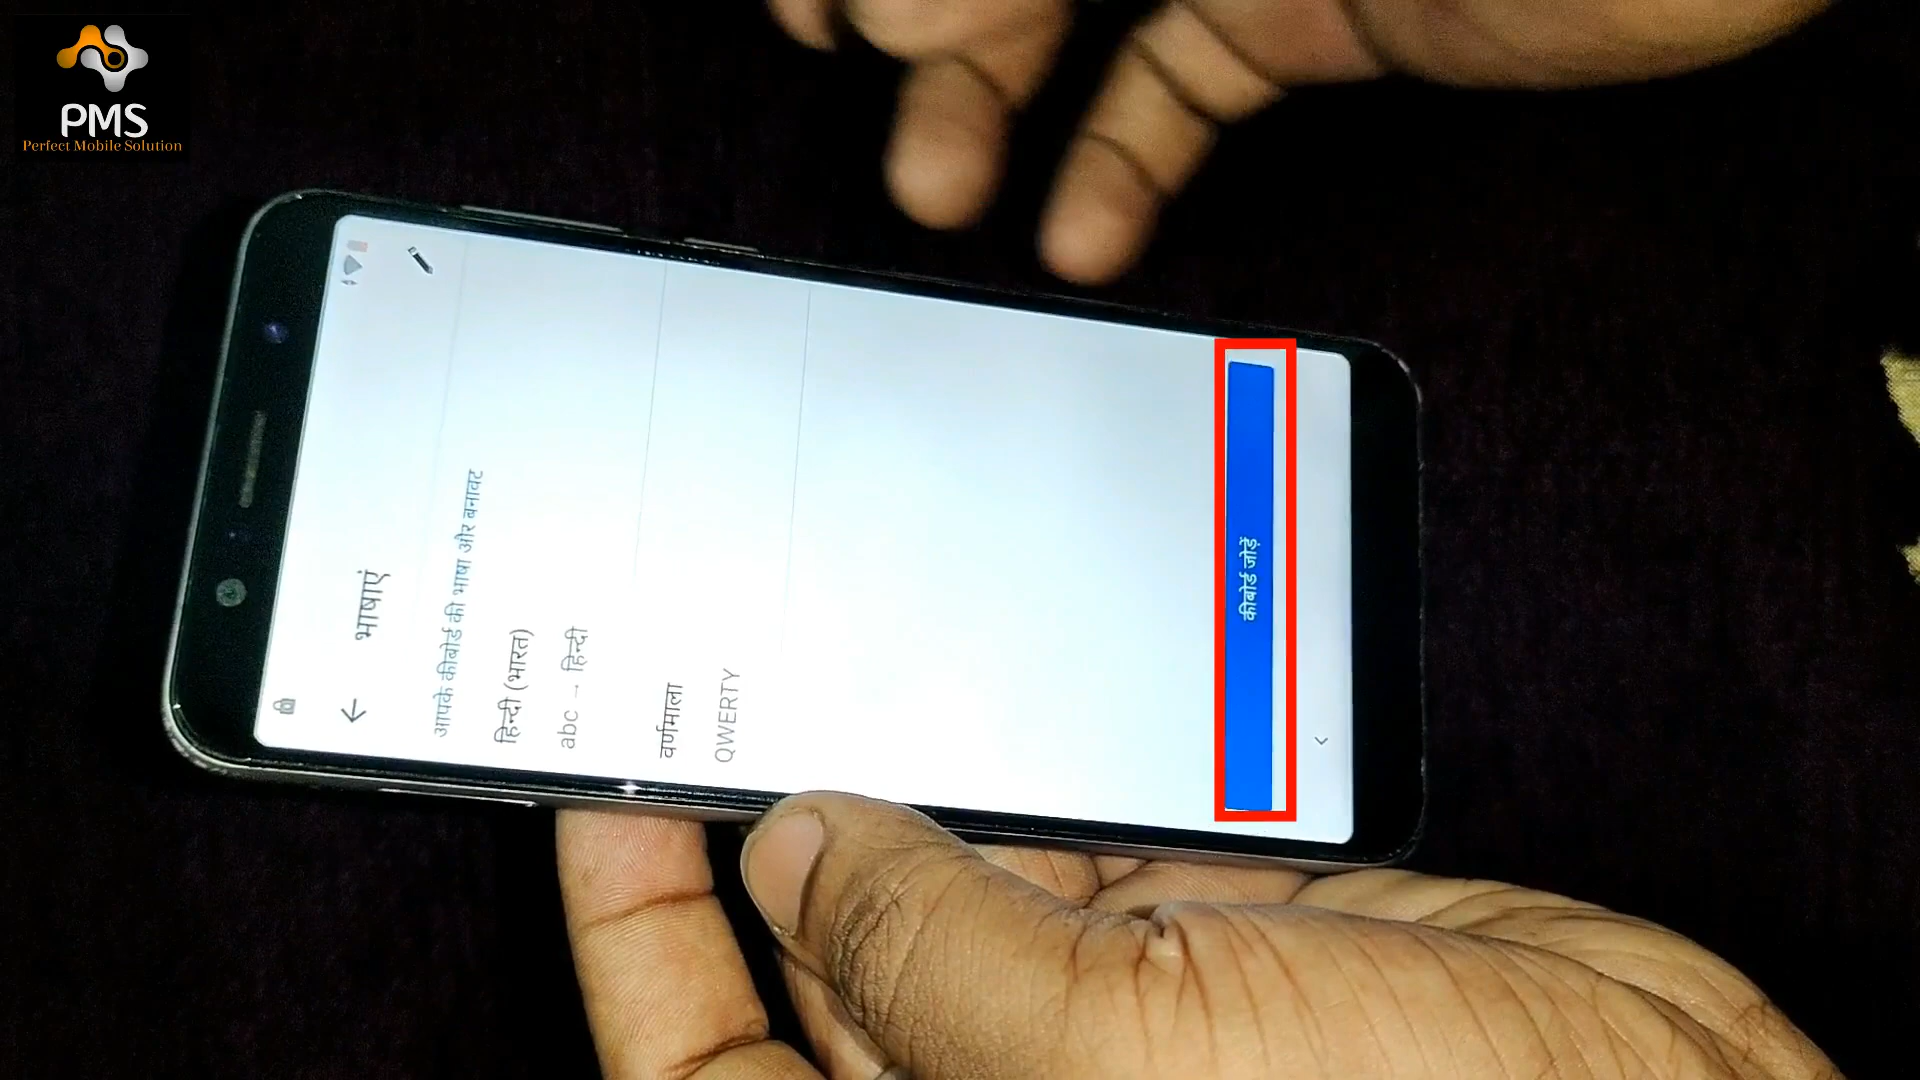 PMS
Perfect Mobile Solution
भाषाएं
आपके कीबोर्ड की भाषा और बनावट
हिन्दी (भारत)
abc → हिन्दी
वर्णमाला
QWERTY
कीबोर्ड जोड़ें